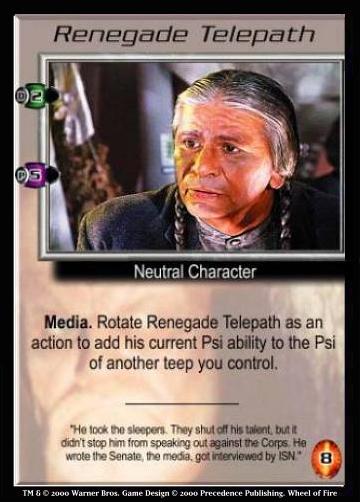 Renegade Telepath
D2
P5
Neutral Character
Media. Rotate Renegade Telepath as an
action to add his current Psi ability to the Psi
of another teep you control.
"He took the sleepers. They shut off his talent, but it
didn't stop him from speaking out against the Corps. He
wrote the Senate, the media, got interviewed by ISN."
8
TM & © 2000 Warner Bros. Game Design © 2000 Precedence Publishing. Wheel of Fire